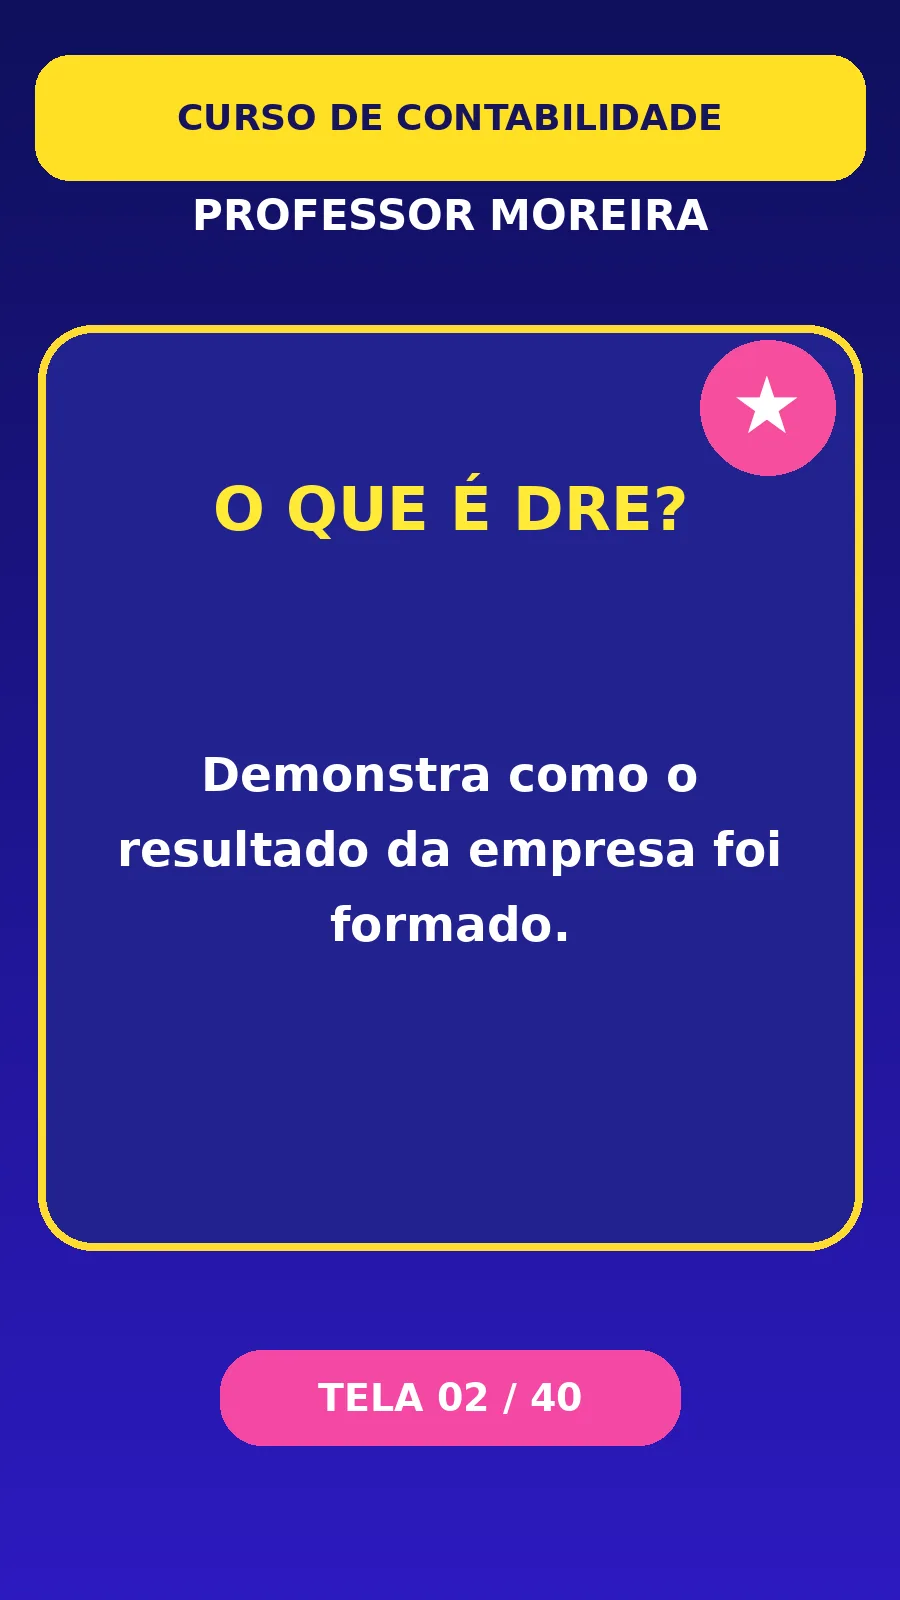 CURSO DE CONTABILIDADE
PROFESSOR MOREIRA
O QUE É DRE?
Demonstra como o
resultado da empresa foi
formado.
TELA 02 / 40